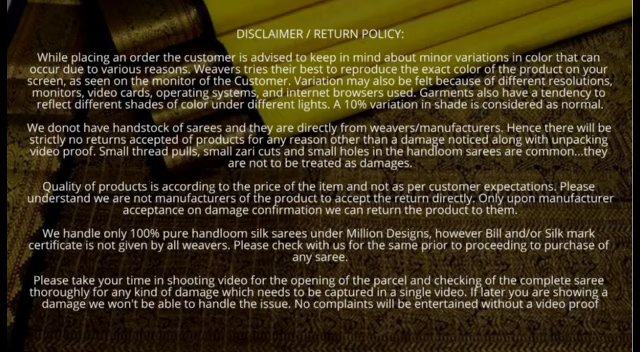 DISCLAIMER / RETURN POLICY:
While placing an order the customer is advised to keep in mind about minor variations in color that can
occur due to various reasons. Weavers tries their best to reproduce the exact color of the product on your
screen, as seen on the monitor of the Customer. Variation may also be felt because of different resolutions,
monitors, video cards, operating systems, and internet browsers used. Garments also have a tendency to
reflect different shades of color under different lights. A 10% variation in shade is considered as normal.
We donot have handstock of sarees and they are directly from weavers/manufacturers. Hence there will be
strictly no returns accepted of products for any reason other than a damage noticed along with unpacking
video proof. Small thread pulls, small zari cuts and small holes in the handloom sarees are common...they
are not to be treated as damages.
Quality of products is according to the price of the item and not as per customer expectations. Please
understand we are not manufacturers of the product to accept the return directly. Only upon manufacturer
acceptance on damage confirmation we can return the product to them.
We handle only 100% pure handloom silk sarees under Million Designs, however Bill and/or Silk mark
certificate is not given by all weavers. Please check with us for the same prior to proceeding to purchase of
any saree.
Please take your time in shooting video for the opening of the parcel and checking of the complete saree
thoroughly for any kind of damage which needs to be captured in a single video. If later you are showing a
damage we won't be able to handle the issue. No complaints will be entertained without a video proof